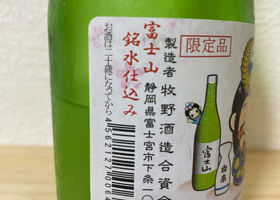 限定品
製造者 牧野酒造合資会
静岡県富士宮市下条一〇
富士山
銘水仕込み
お酒は二十歳になってから
4562127006
富士山